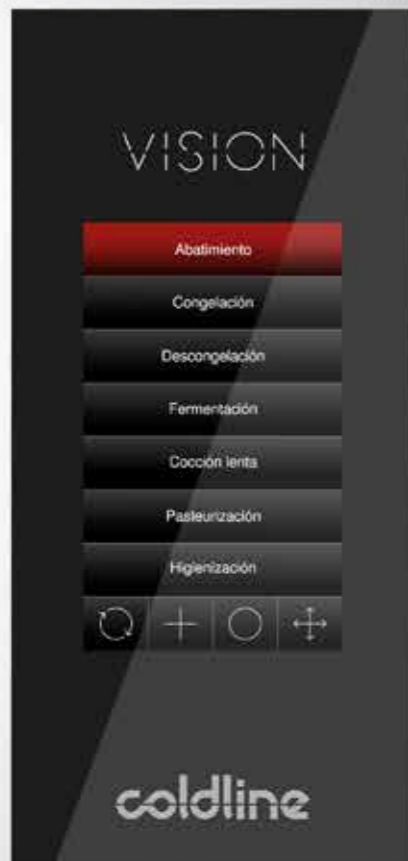 VISION
Abatimiento
Congelación
Descongelación
Fermentación
Cocción lenta
Pasteurización
Higienización
coldline